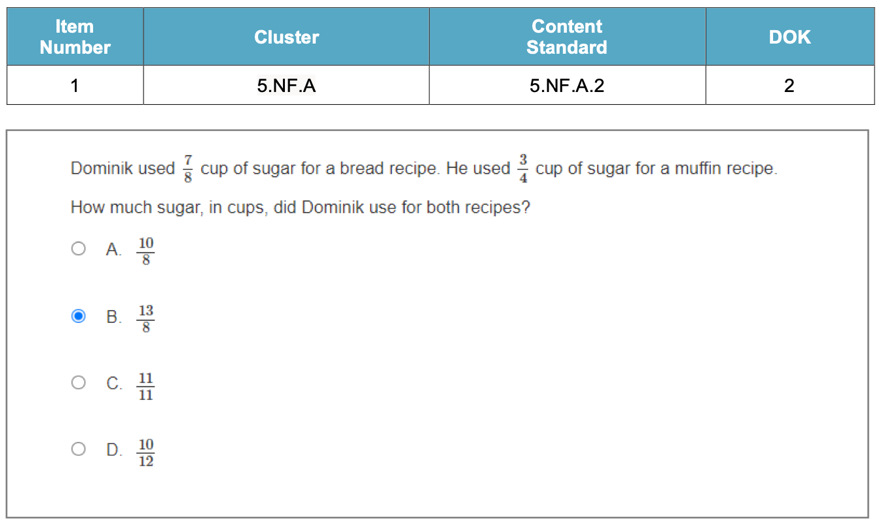 Item Number Cluster Content Standard DOK
1 5.NF.A 5.NF.A.2 2
Dominik used 7/8 cup of sugar for a bread recipe. He used 3/4 cup of sugar for a muffin recipe.
How much sugar, in cups, did Dominik use for both recipes?
A. 10/8
B. 13/8
C. 11/11
D. 10/12